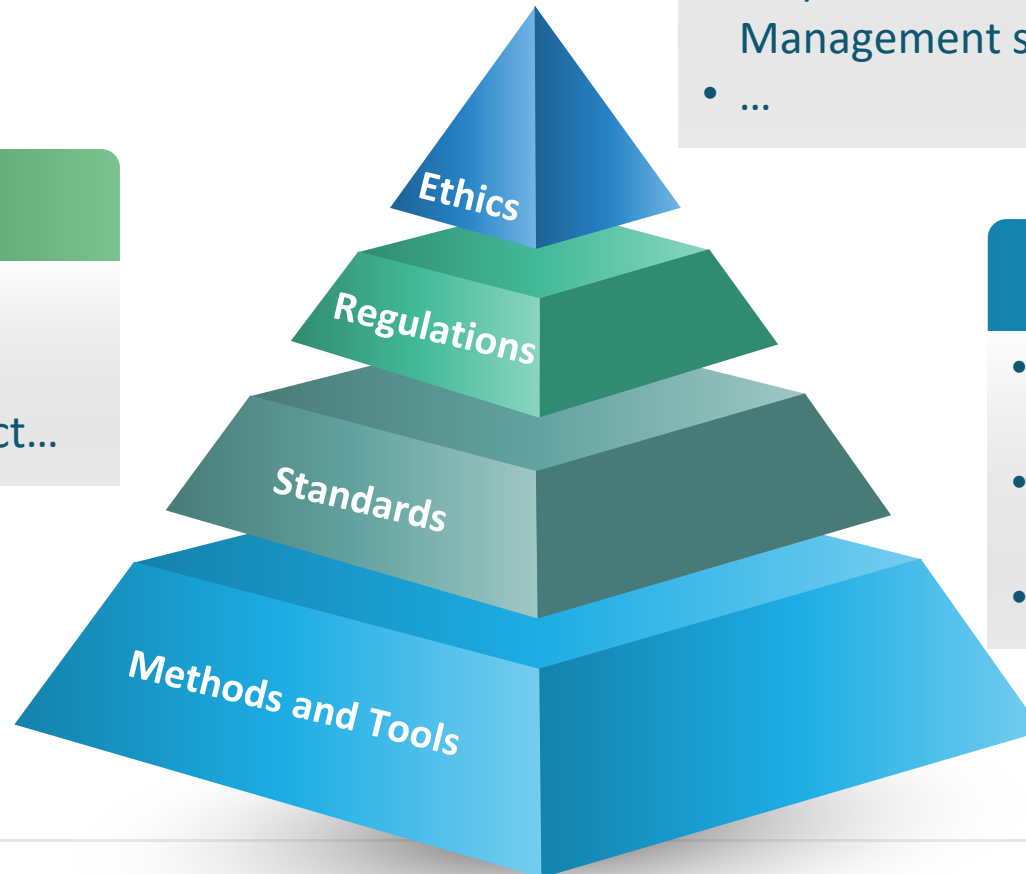 Management s
• ...
Ethics
Regulations
ct...
Standards
Methods and Tools